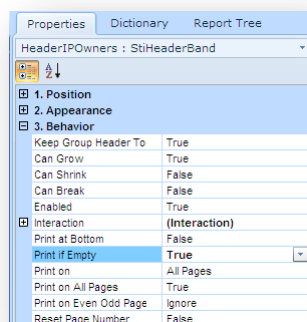 Properties Dictionary Report Tree
HeaderIPOwners : StiHeaderBand
1. Position
2. Appearance
3. Behavior
Keep Group Header To True
Can Grow True
Can Shrink False
Can Break False
Enabled True
Interaction (Interaction)
Print at Bottom False
Print if Empty True
Print on All Pages
Print on All Pages True
Print on Even Odd Page Ignore
Reset Page Number False